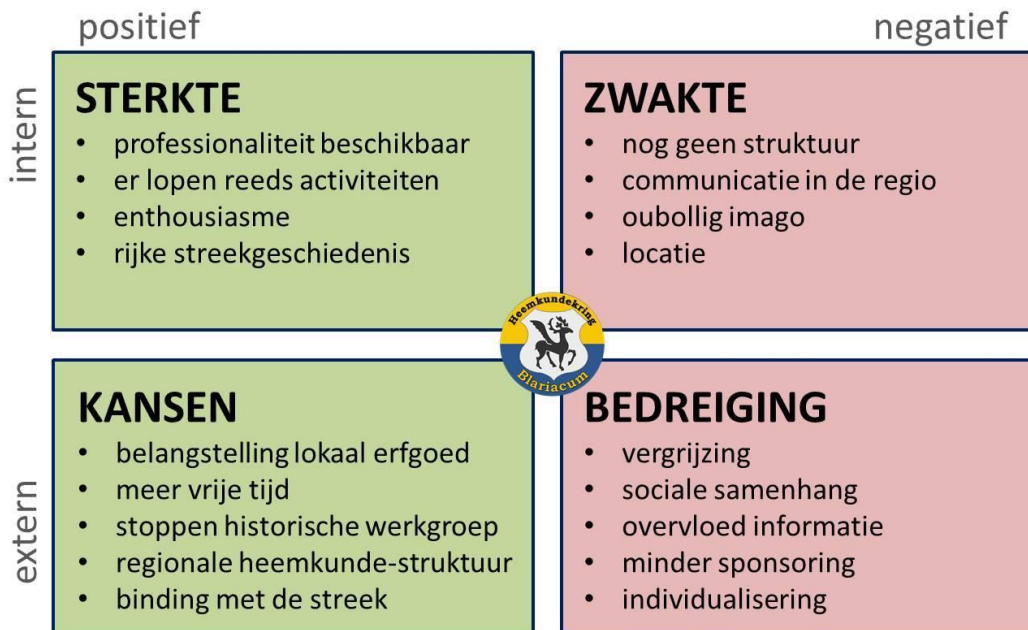 positief
negatief
intern
STERKTE
• professionaliteit beschikbaar
• er lopen reeds activiteiten
• enthousiasme
• rijke streekgeschiedenis
ZWAKTE
• nog geen struktuur
• communicatie in de regio
• oubollig imago
• locatie
Heemkundekring
Blariacum
extern
KANSEN
• belangstelling lokaal erfgoed
• meer vrije tijd
• stoppen historische werkgroep
• regionale heemkunde-struktuur
• binding met de streek
BEDREIGING
• vergrijzing
• sociale samenhang
• overvloed informatie
• minder sponsoring
• individualisering